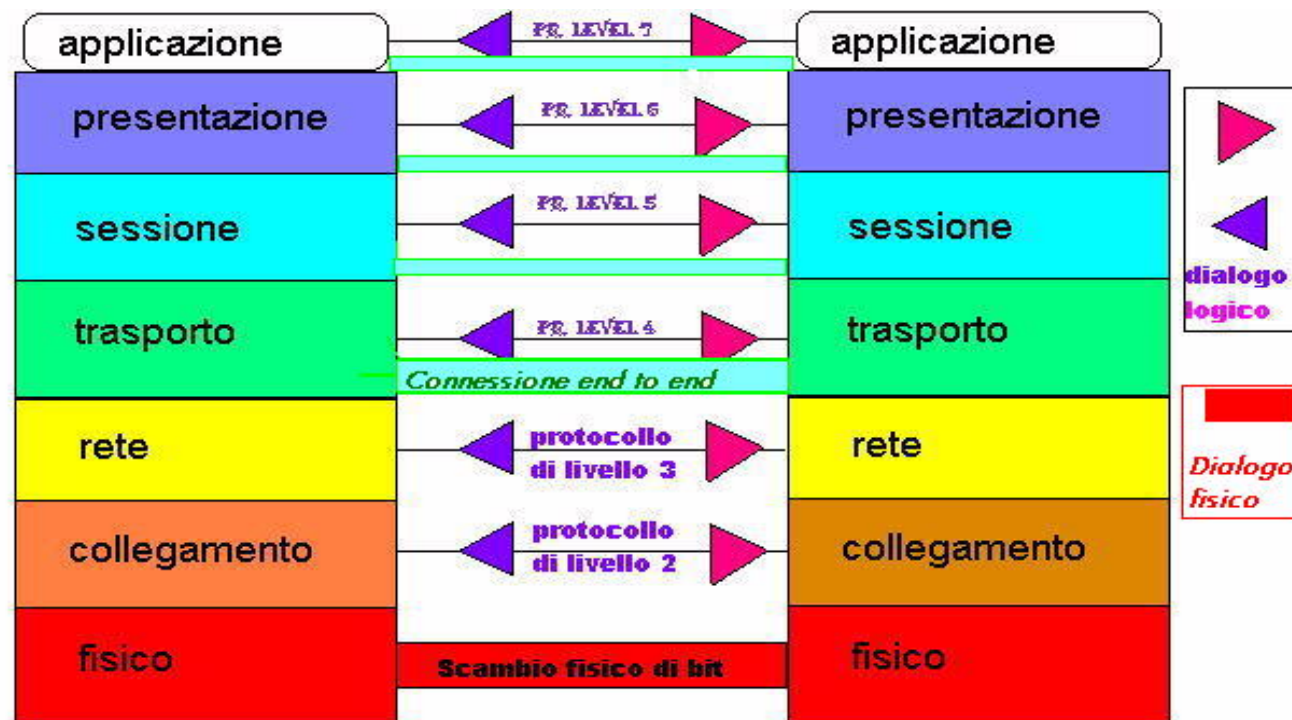 applicazione
PR. LEVEL 7
applicazione
presentazione
PR. LEVEL 6
presentazione
sessione
PR. LEVEL 5
sessione
dialogo
logico
trasporto
PR. LEVEL 4
trasporto
Connessione end to end
rete
protocollo
di livello 3
rete
Dialogo
fisico
collegamento
protocollo
di livello 2
collegamento
fisico
Scambio fisico di bit
fisico